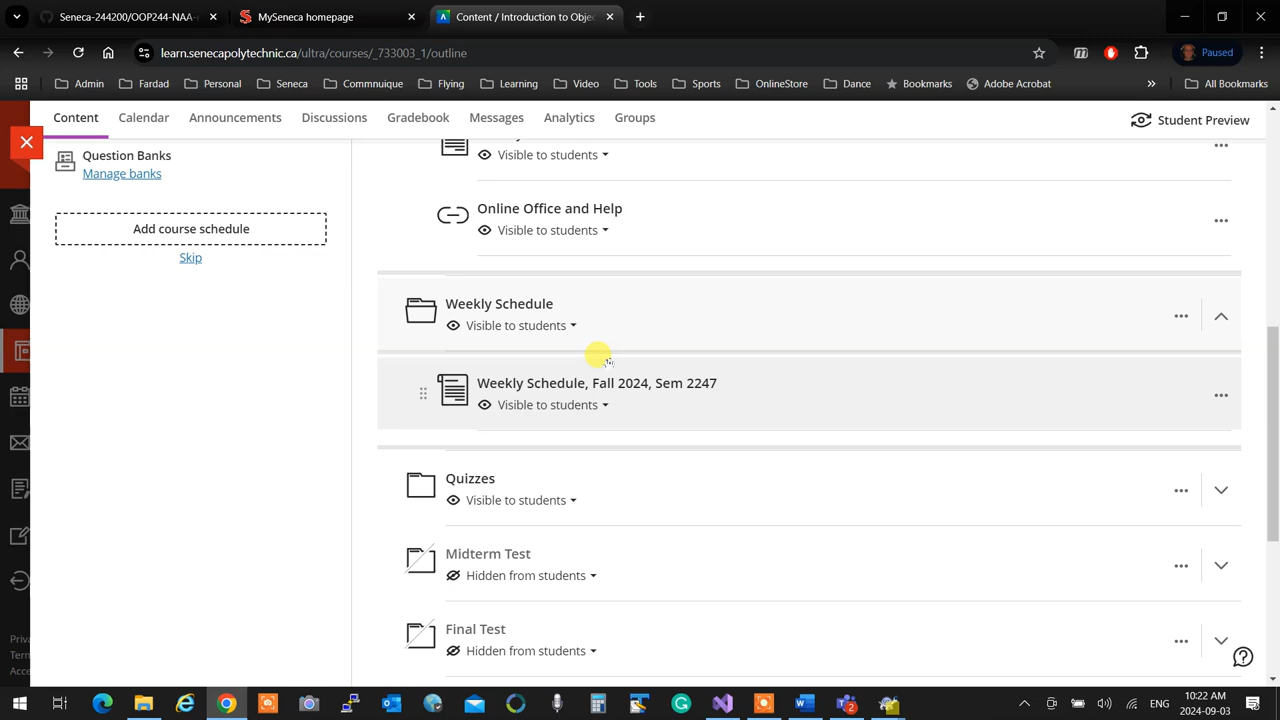 Seneca-244200/OOP244-NAA-
MySeneca homepage
Content / Introduction to Obje
learn.senecapolytechnic.ca/ultra/courses/_733003_1/outline
Paused
Admin
Fardad
Personal
Seneca
Commnuique
Flying
Learning
Video
Tools
Sports
OnlineStore
Dance
Bookmarks
Adobe Acrobat
All Bookmarks
Content
Calendar
Announcements
Discussions
Gradebook
Messages
Analytics
Groups
Student Preview
Question Banks
Manage banks
Add course schedule
Skip
Visible to students
Online Office and Help
Visible to students
Weekly Schedule
Visible to students
Weekly Schedule, Fall 2024, Sem 2247
Visible to students
Quizzes
Visible to students
Midterm Test
Hidden from students
Final Test
Hidden from students
Priva
Term
Acce
ENG
10:22 AM
2024-09-03